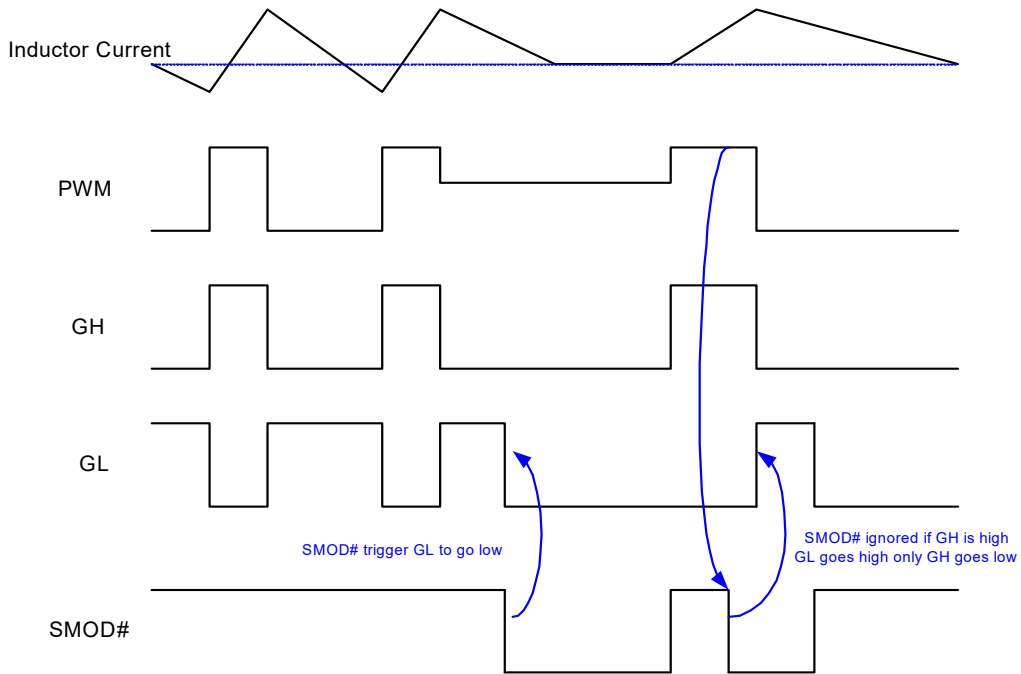 Inductor Current
PWM
GH
GL
SMOD# trigger GL to go low
SMOD# ignored if GH is high
GL goes high only GH goes low
SMOD#